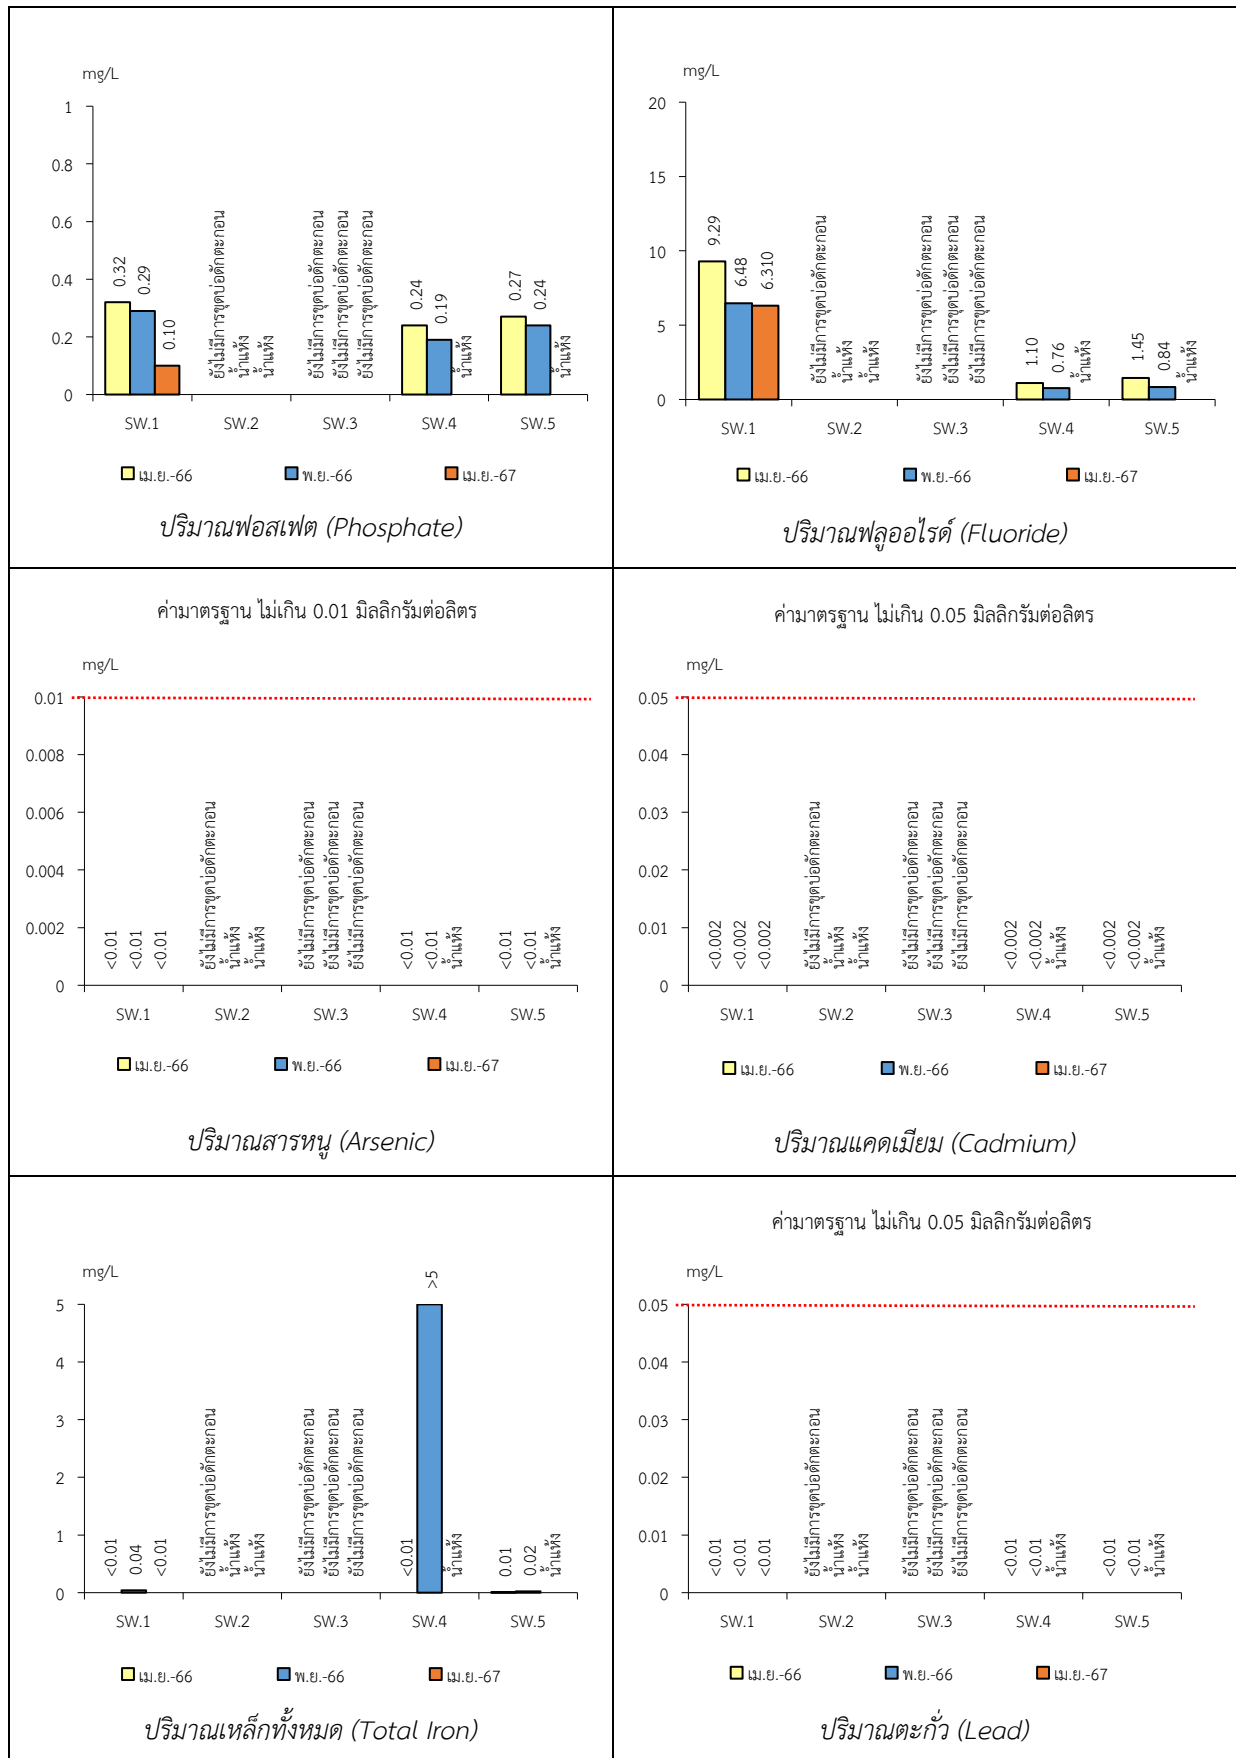 mg/L
1
0.8
0.6
0.4
0.2
0
0.32
0.29
0.10
ยังไม่มีการขุดบ่อดักตะกอน
น้ำแห้ง
น้ำแห้ง
ยังไม่มีการขุดบ่อดักตะกอน
ยังไม่มีการขุดบ่อดักตะกอน
ยังไม่มีการขุดบ่อดักตะกอน
0.24
0.19
น้ำแห้ง
0.27
0.24
น้ำแห้ง
SW.1 SW.2 SW.3 SW.4 SW.5
เม.ย.-66 พ.ย.-66 เม.ย.-67
ปริมาณฟอสเฟต (Phosphate)
mg/L
20
15
10
5
0
9.29
6.48
6.310
ยังไม่มีการขุดบ่อดักตะกอน
น้ำแห้ง
น้ำแห้ง
ยังไม่มีการขุดบ่อดักตะกอน
ยังไม่มีการขุดบ่อดักตะกอน
ยังไม่มีการขุดบ่อดักตะกอน
1.10
0.76
น้ำแห้ง
1.45
0.84
น้ำแห้ง
SW.1 SW.2 SW.3 SW.4 SW.5
เม.ย.-66 พ.ย.-66 เม.ย.-67
ปริมาณฟลูออไรด์ (Fluoride)
ค่ามาตรฐาน ไม่เกิน 0.01 มิลลิกรัมต่อลิตร
mg/L
0.01
0.008
0.006
0.004
0.002
0
<0.01
<0.01
<0.01
ยังไม่มีการขุดบ่อดักตะกอน
น้ำแห้ง
น้ำแห้ง
ยังไม่มีการขุดบ่อดักตะกอน
ยังไม่มีการขุดบ่อดักตะกอน
ยังไม่มีการขุดบ่อดักตะกอน
<0.01
<0.01
น้ำแห้ง
<0.01
<0.01
น้ำแห้ง
SW.1 SW.2 SW.3 SW.4 SW.5
เม.ย.-66 พ.ย.-66 เม.ย.-67
ปริมาณสารหนู (Arsenic)
ค่ามาตรฐาน ไม่เกิน 0.05 มิลลิกรัมต่อลิตร
mg/L
0.05
0.04
0.03
0.02
0.01
0
<0.002
<0.002
<0.002
ยังไม่มีการขุดบ่อดักตะกอน
น้ำแห้ง
น้ำแห้ง
ยังไม่มีการขุดบ่อดักตะกอน
ยังไม่มีการขุดบ่อดักตะกอน
ยังไม่มีการขุดบ่อดักตะกอน
<0.002
<0.002
น้ำแห้ง
<0.002
<0.002
น้ำแห้ง
SW.1 SW.2 SW.3 SW.4 SW.5
เม.ย.-66 พ.ย.-66 เม.ย.-67
ปริมาณแคดเมียม (Cadmium)
mg/L
5
4
3
2
1
0
<0.01
0.04
<0.01
ยังไม่มีการขุดบ่อดักตะกอน
น้ำแห้ง
น้ำแห้ง
ยังไม่มีการขุดบ่อดักตะกอน
ยังไม่มีการขุดบ่อดักตะกอน
ยังไม่มีการขุดบ่อดักตะกอน
<0.01
>5
น้ำแห้ง
0.01
0.02
น้ำแห้ง
SW.1 SW.2 SW.3 SW.4 SW.5
เม.ย.-66 พ.ย.-66 เม.ย.-67
ปริมาณเหล็กทั้งหมด (Total Iron)
ค่ามาตรฐาน ไม่เกิน 0.05 มิลลิกรัมต่อลิตร
mg/L
0.05
0.04
0.03
0.02
0.01
0
<0.01
<0.01
<0.01
ยังไม่มีการขุดบ่อดักตะกอน
น้ำแห้ง
น้ำแห้ง
ยังไม่มีการขุดบ่อดักตะกอน
ยังไม่มีการขุดบ่อดักตะกอน
ยังไม่มีการขุดบ่อดักตะกอน
<0.01
<0.01
น้ำแห้ง
<0.01
<0.01
น้ำแห้ง
SW.1 SW.2 SW.3 SW.4 SW.5
เม.ย.-66 พ.ย.-66 เม.ย.-67
ปริมาณตะกั่ว (Lead)